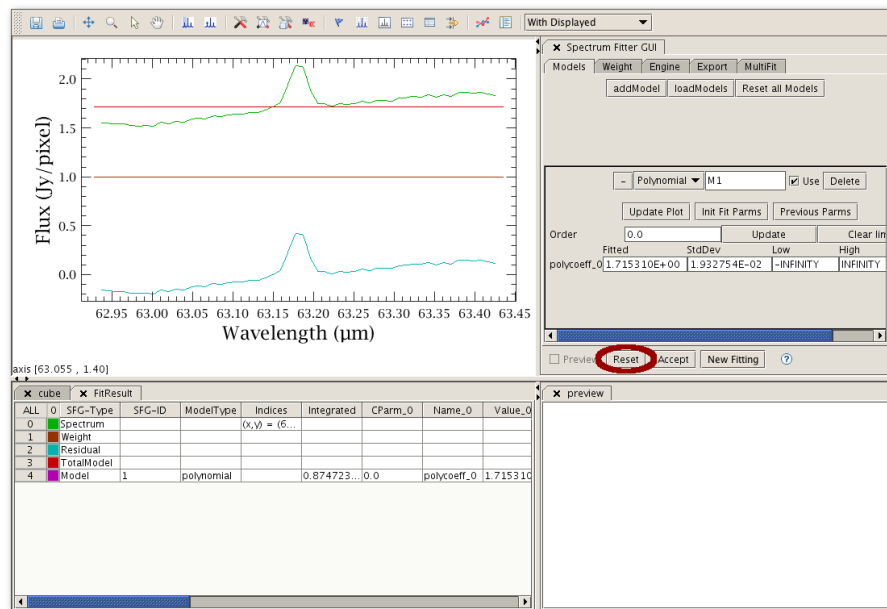 With Displayed
Spectrum Fitter GUI
Models Weight Engine Export MultiFit
addModel loadModels Reset all Models
– Polynomial M1 Use Delete
Update Plot Init Fit Parms Previous Parms
Order 0.0 Update Clear lim
Fitted StdDev Low High
polycoeff_0 1.715310E+00 1.932754E-02 -INFINITY INFINITY
Preview Reset Accept New Fitting ?
2.0
1.5
1.0
0.5
0.0
Flux (Jy/pixel)
62.95 63.00 63.05 63.10 63.15 63.20 63.25 63.30 63.35 63.40 63.45
Wavelength (μm)
axis [63.055 , 1.40]
cube FitResult
ALL 0 SFG-Type SFG-ID ModelType Indices Integrated CParm_0 Name_0 Value_0
0 Spectrum (x,y) = (6...
1 Weight
2 Residual
3 TotalModel
4 Model 1 polynomial 0.874723... 0.0 polycoeff_0 1.715310
preview